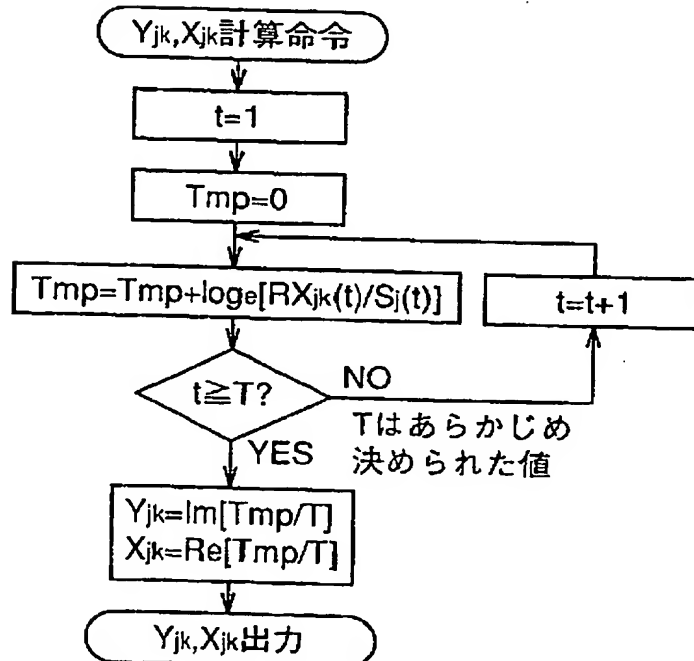 Yjk,Xjk計算命令
t=1
Tmp=0
Tmp=Tmp+loge[RXjk(t)/Sj(t)]
t=t+1
t≧T?
NO
Tはあらかじめ
決められた値
YES
Yjk=Im[Tmp/T]
Xjk=Re[Tmp/T]
Yjk,Xjk出力